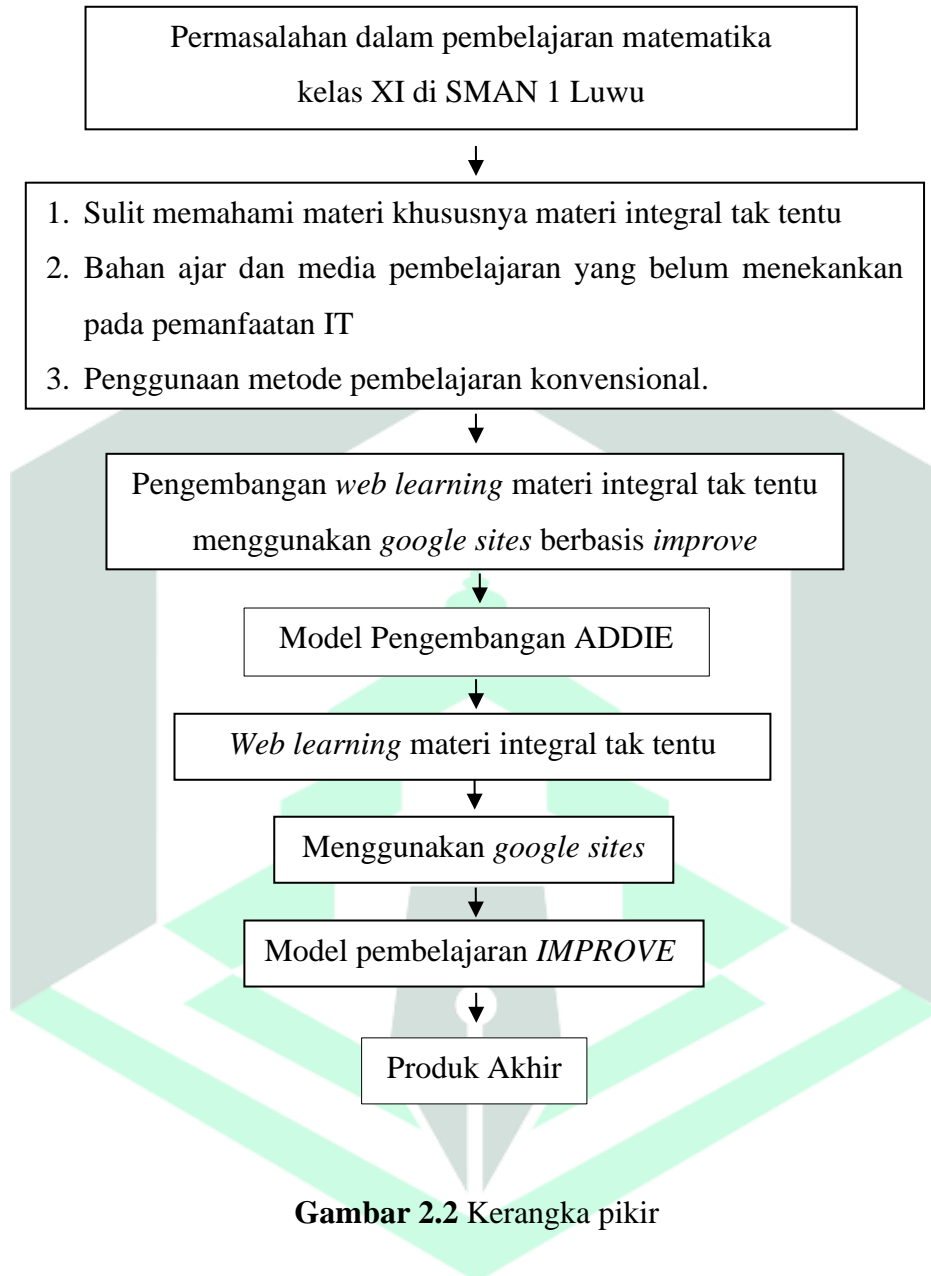 Permasalahan dalam pembelajaran matematika
kelas XI di SMAN 1 Luwu
1. Sulit memahami materi khususnya materi integral tak tentu
2. Bahan ajar dan media pembelajaran yang belum menekankan
pada pemanfaatan IT
3. Penggunaan metode pembelajaran konvensional.
Pengembangan web learning materi integral tak tentu
menggunakan google sites berbasis improve
Model Pengembangan ADDIE
Web learning materi integral tak tentu
Menggunakan google sites
Model pembelajaran IMPROVE
Produk Akhir
Gambar 2.2 Kerangka pikir